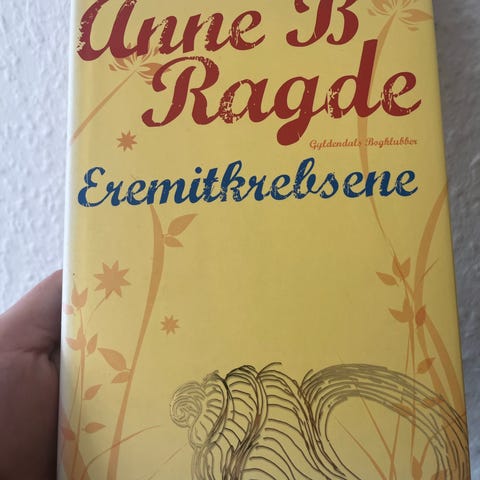 Anne B
Ragde
Gyldendals Bogklubber
Eremitkrebsene